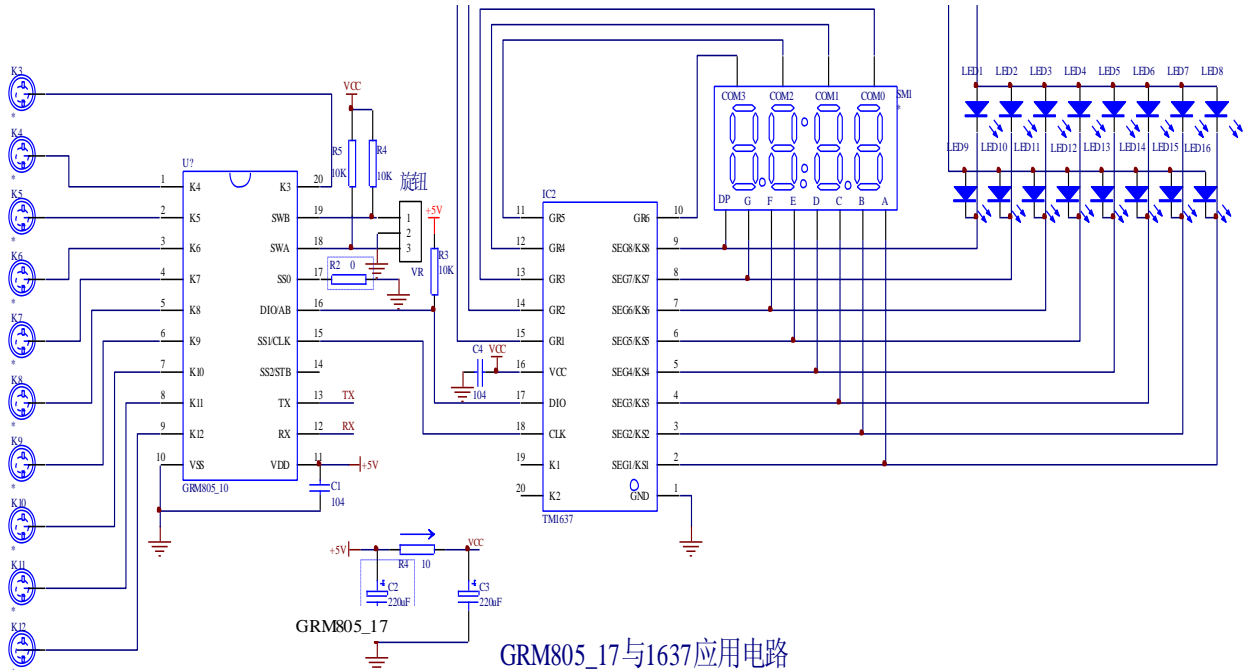 K3
*
K4
*
K5
*
K6
*
K7
*
K8
*
K9
*
K10
*
K11
*
K12
U?
1 K4 K3 20
2 K5 SWB 19
3 K6 SWA 18
4 K7 SS0 17
5 K8 DIO/AB 16
6 K9 SS1/CLK 15
7 K10 SS2/STB 14
8 K11 TX 13 TX
9 K12 RX 12 RX
10 VSS VDD 11 +5V
GRM805_10
C1
104
VCC
R5
10K
R4
10K
旋钮
1
2
3
VR
+5V
R3
10K
R2 0
C4
104
VCC
IC2
11 GR5 GR6 10
12 GR4 SEG8/KS8 9
13 GR3 SEG7/KS7 8
14 GR2 SEG6/KS6 7
15 GR1 SEG5/KS5 6
16 VCC SEG4/KS4 5
17 DIO SEG3/KS3 4
18 CLK SEG2/KS2 3
19 K1 SEG1/KS1 2
20 K2 GND 1
TM1637
COM3 COM2 COM1 COM0
SM1
*
DP G F E D C B A
LED1 LED2 LED3 LED4 LED5 LED6 LED7 LED8
LED9 LED10 LED11 LED12 LED13 LED14 LED15 LED16
+5V
R4 10
VCC
C2
220uF
C3
220uF
GRM805_17
GRM805_17与1637应用电路